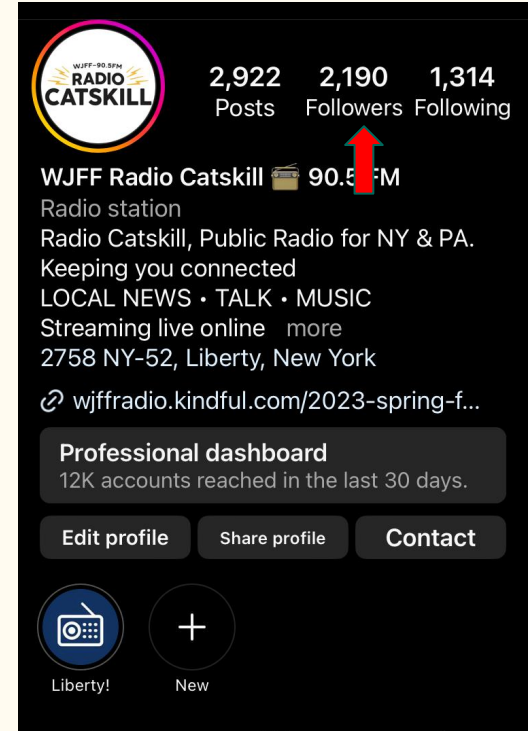 WJFF-90.5FM
RADIO
CATSKILL
2,922 2,190 1,314
Posts Followers Following
WJFF Radio Catskill 📻 90.5 FM
Radio station
Radio Catskill, Public Radio for NY & PA.
Keeping you connected
LOCAL NEWS • TALK • MUSIC
Streaming live online more
2758 NY-52, Liberty, New York
wjffradio.kindful.com/2023-spring-f...
Professional dashboard
12K accounts reached in the last 30 days.
Edit profile Share profile Contact
Liberty! New